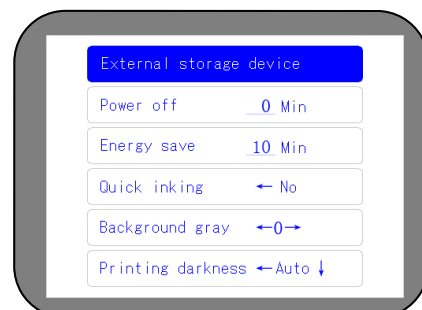 External storage device
Power off 0 Min
Energy save 10 Min
Quick inking ← No
Background gray ←0→
Printing darkness ←Auto ↓